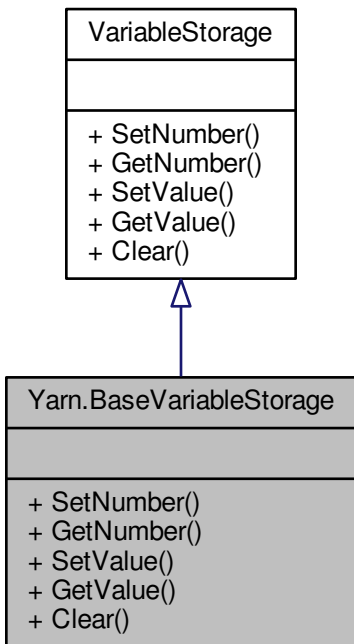 VariableStorage
+ SetNumber()
+ GetNumber()
+ SetValue()
+ GetValue()
+ Clear()
Yarn.BaseVariableStorage
+ SetNumber()
+ GetNumber()
+ SetValue()
+ GetValue()
+ Clear()